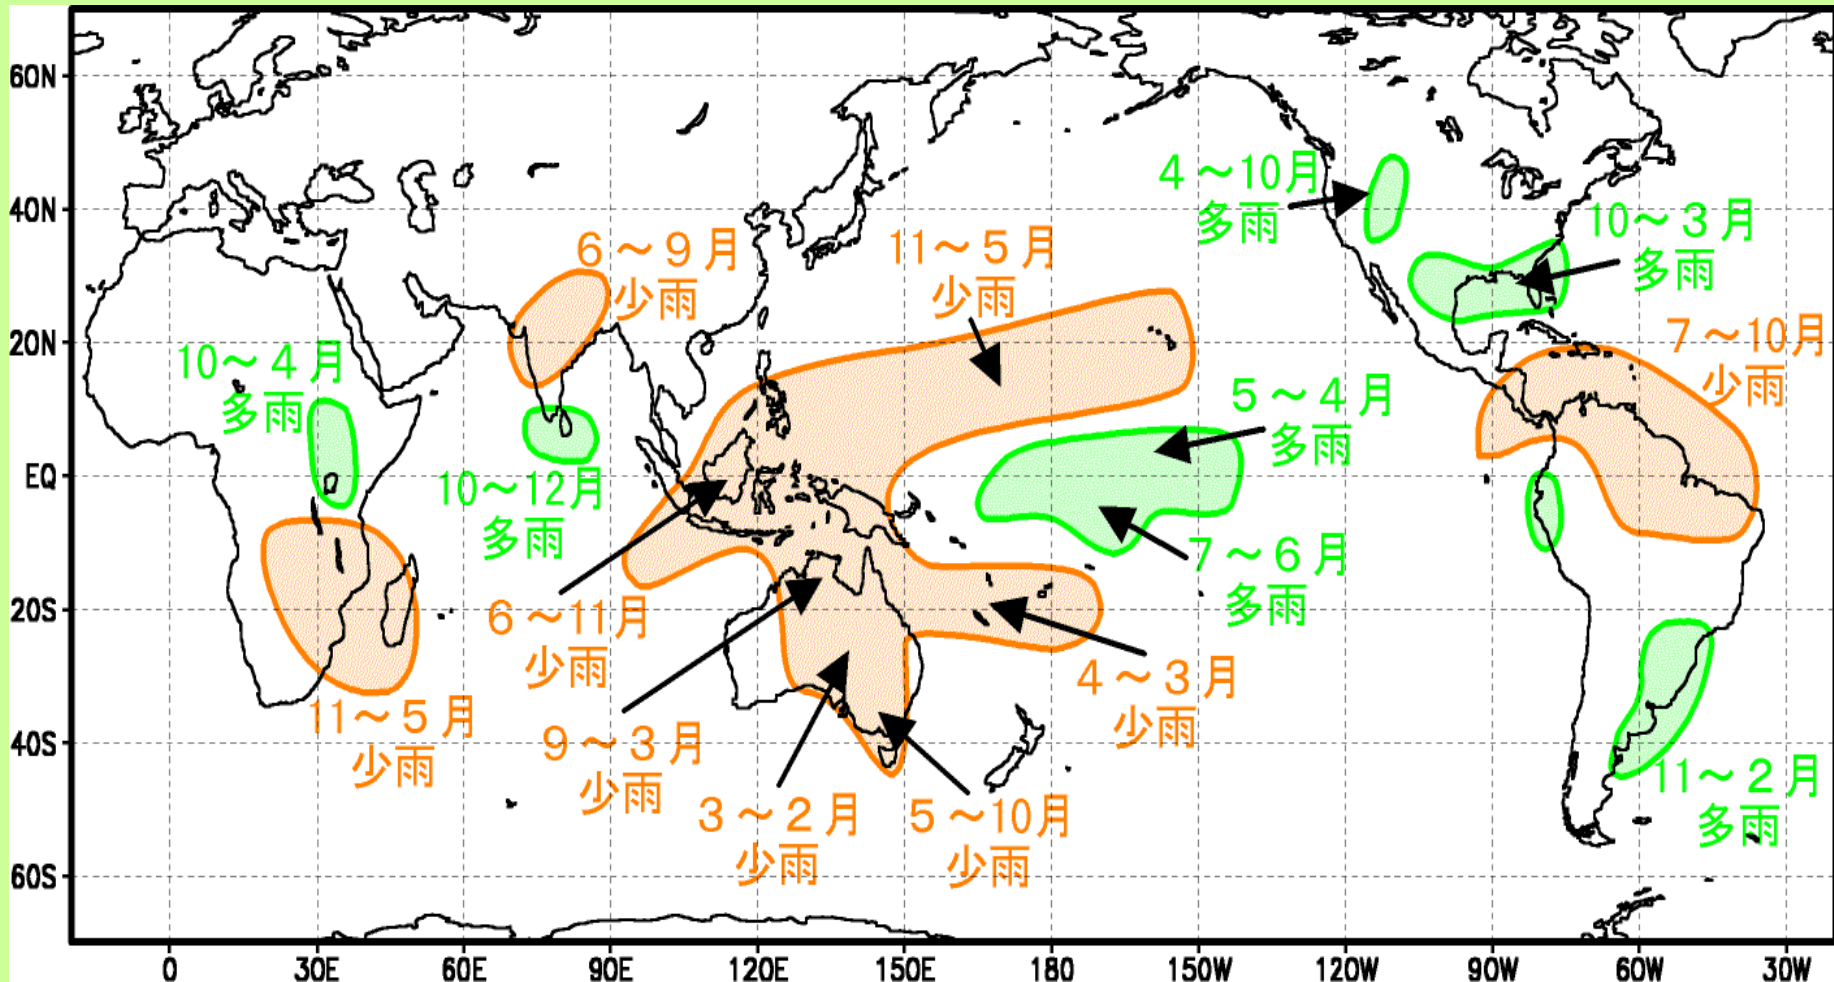 60N
40N
20N
EQ
20S
40S
60S
4～10月
多雨
10～3月
多雨
6～9月
少雨
11～5月
少雨
7～10月
少雨
10～4月
多雨
5～4月
多雨
10～12月
多雨
7～6月
多雨
6～11月
少雨
4～3月
少雨
11～5月
少雨
9～3月
少雨
3～2月
少雨
5～10月
少雨
11～2月
多雨
0 30E 60E 90E 120E 150E 180 150W 120W 90W 60W 30W